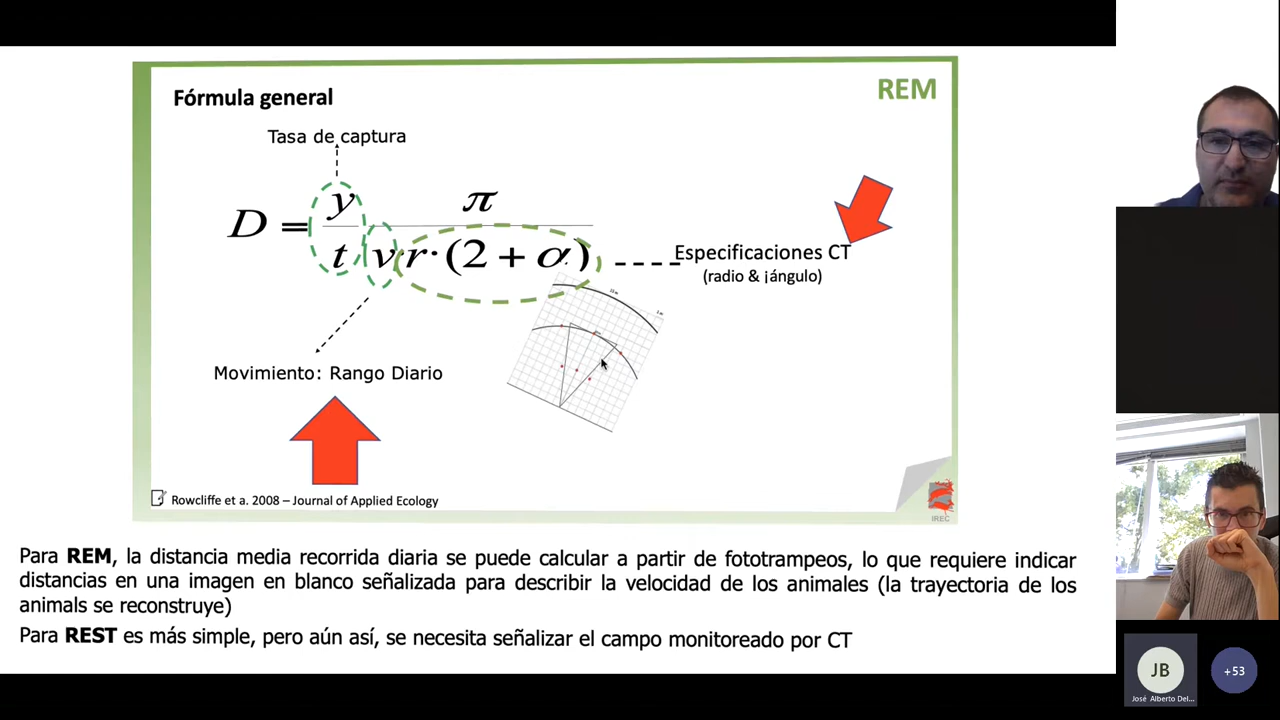 Fórmula general
REM
Tasa de captura
D = y/t π/(v r·(2 + α))
Especificaciones CT
(radio & ¡ángulo)
Movimiento: Rango Diario
Rowcliffe et a. 2008 – Journal of Applied Ecology
IREC
Para REM, la distancia media recorrida diaria se puede calcular a partir de fototrampeos, lo que requiere indicar
distancias en una imagen en blanco señalizada para describir la velocidad de los animales (la trayectoria de los
animals se reconstruye)
Para REST es más simple, pero aún así, se necesita señalizar el campo monitoreado por CT
JB
José Alberto Del...
+53